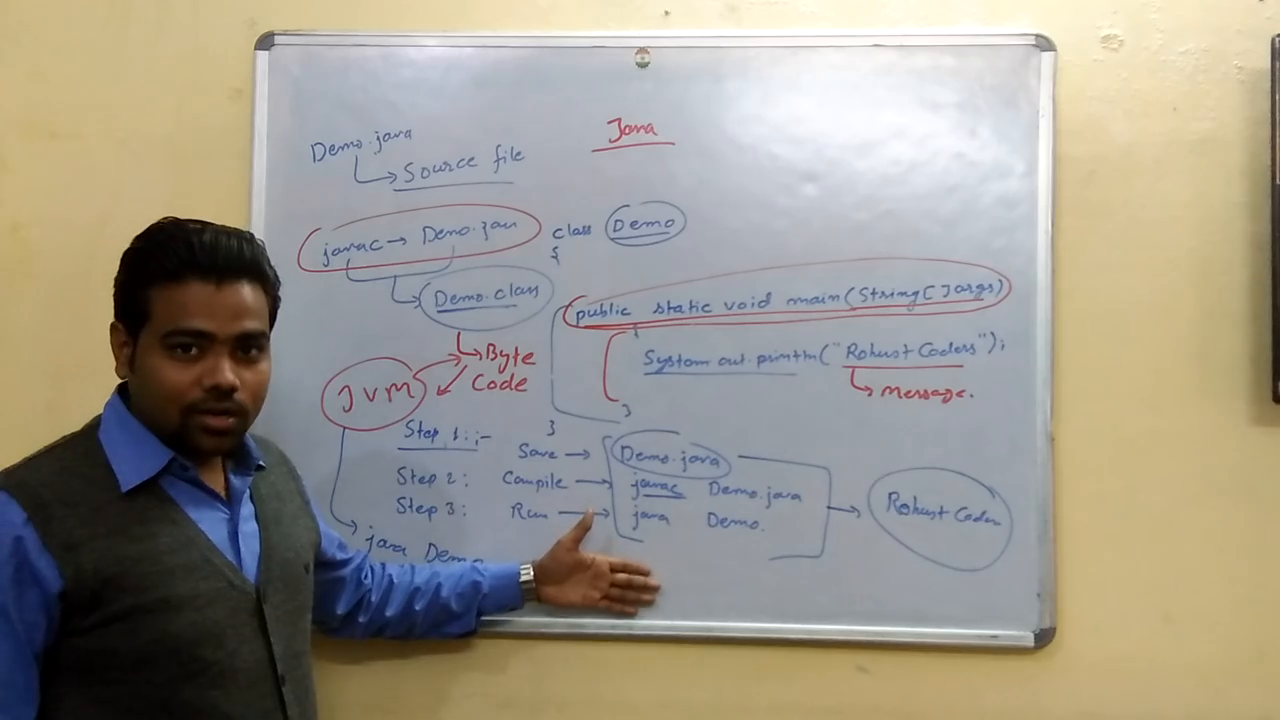 Java
Demo.java
Source file
javac → Demo.java
Demo.class
Byte
Code
JVM
java Demo
class Demo
{
public static void main(String[]args)
{
System.out.println("Robust Coders");
message.
}
}
Step 1:- Save → Demo.java
Step 2: Compile → javac Demo.java
Step 3: Run → java Demo.
Robust Coders